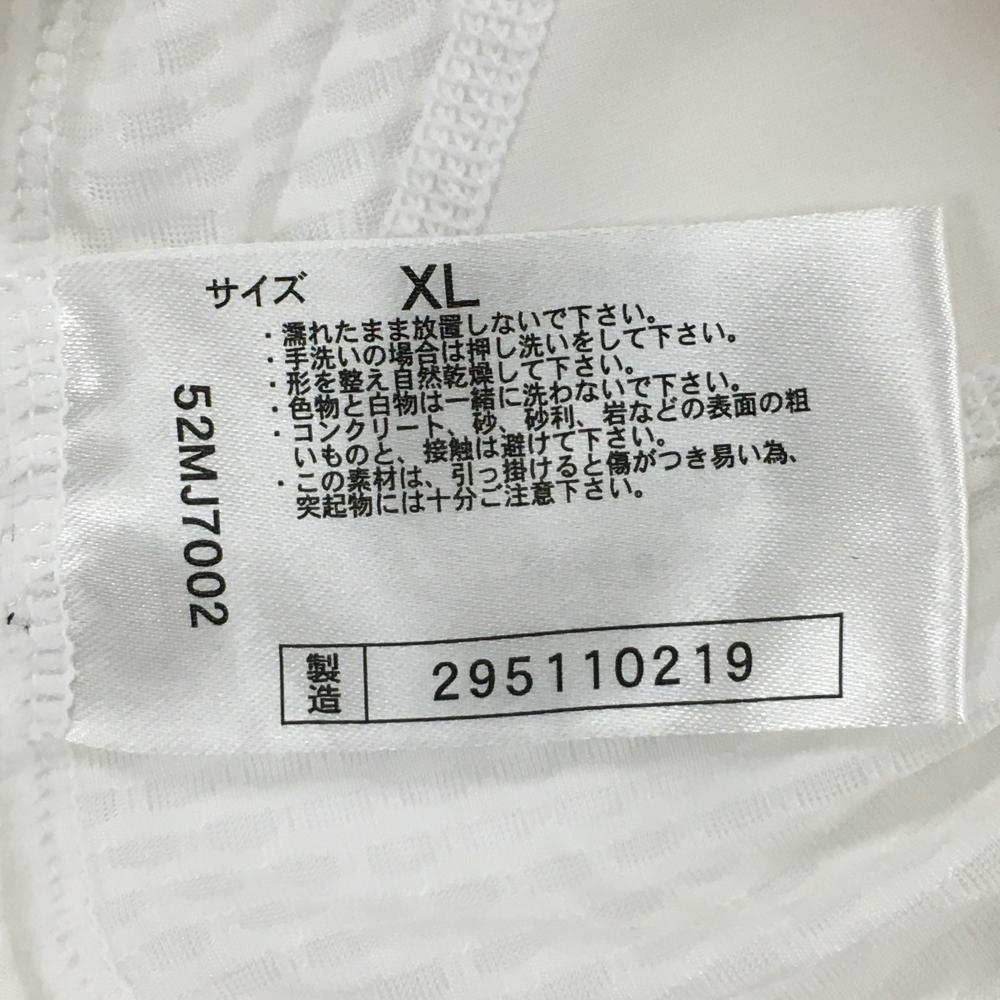 サイズ XL
・濡れたまま放置しないで下さい。
・手洗いの場合は押し洗いをして下さい。
・形を整え自然乾燥して下さい。
・色物と白物は一緒に洗わないで下さい。
・コンクリート、砂、砂利、岩などの表面の粗
いものと、接触は避けて下さい。
・この素材は、引っ掛けると傷がつき易い為、
突起物には十分ご注意下さい。
52MJ7002
製造 295110219